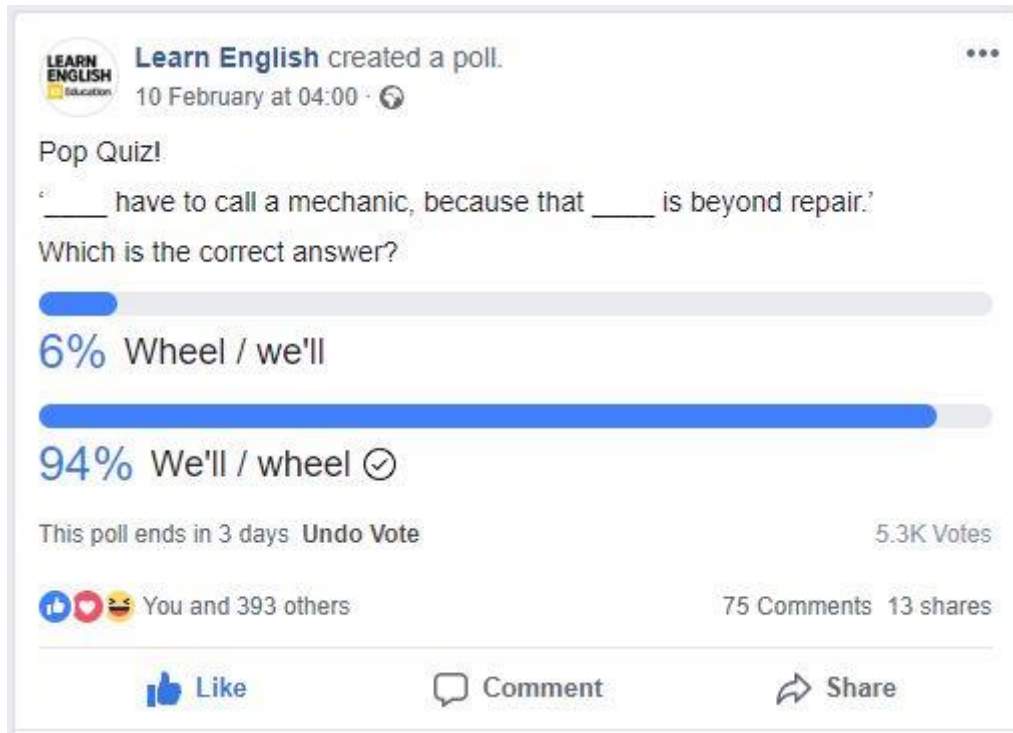 LEARN
ENGLISH
Education
Learn English created a poll.
10 February at 04:00 ·
Pop Quiz!
‘____ have to call a mechanic, because that ____ is beyond repair.’
Which is the correct answer?
6% Wheel / we'll
94% We'll / wheel
This poll ends in 3 days Undo Vote 5.3K Votes
You and 393 others 75 Comments 13 shares
Like Comment Share